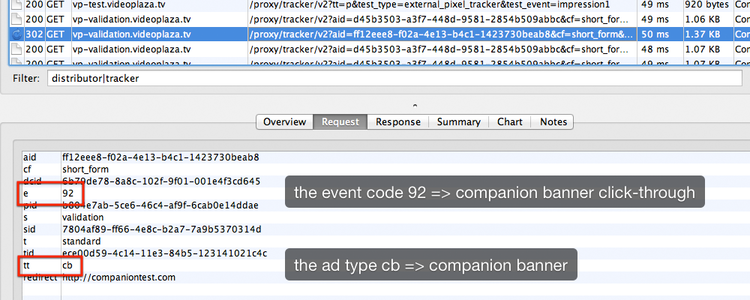 200 GET vp-test.videoplaza.tv /proxy/tracker/v2?tt=p&test_type=external_pixel_tracker&test_event=impression1 49 ms 920 bytes Con
200 GET vp-validation.videoplaza.tv /proxy/tracker/v2?aid=d45b3503-a3f7-448d-9581-2854b509abbc&cf=short_form... 49 ms 1.06 KB Con
302 GET vp-validation.videoplaza.tv /proxy/tracker/v2?aid=ff12eee8-f02a-4e13-b4c1-1423730beab8&cf=short_form&... 50 ms 1.37 KB Con
200 GET vp-validation.videoplaza.tv /proxy/tracker/v2?aid=d45b3503-a3f7-448d-9581-2854b509abbc&cf=short_form... 48 ms 1.07 KB Con
200 GET vp-validation.videoplaza.tv /proxy/tracker/v2?aid=d45b3503-a3f7-448d-9581-2854b509abbc&cf=short_form... 49 ms 1.07 KB Con
Filter: distributor|tracker
Overview Request Response Summary Chart Notes
aid ff12eee8-f02a-4e13-b4c1-1423730beab8
cf short_form
dcid 6b79de78-8a8c-102f-9f01-001e4f3cd645
e 92
the event code 92 => companion banner click-through
pid b804e7ab-5ce6-46c4-af9f-6cab0e14ddae
s validation
sid 7804af89-ff66-4e8c-b2a7-7a9b5370314d
t standard
tid ece00d59-4c14-11e3-84b5-123141021c4c
tt cb
the ad type cb => companion banner
redirect http://companiontest.com